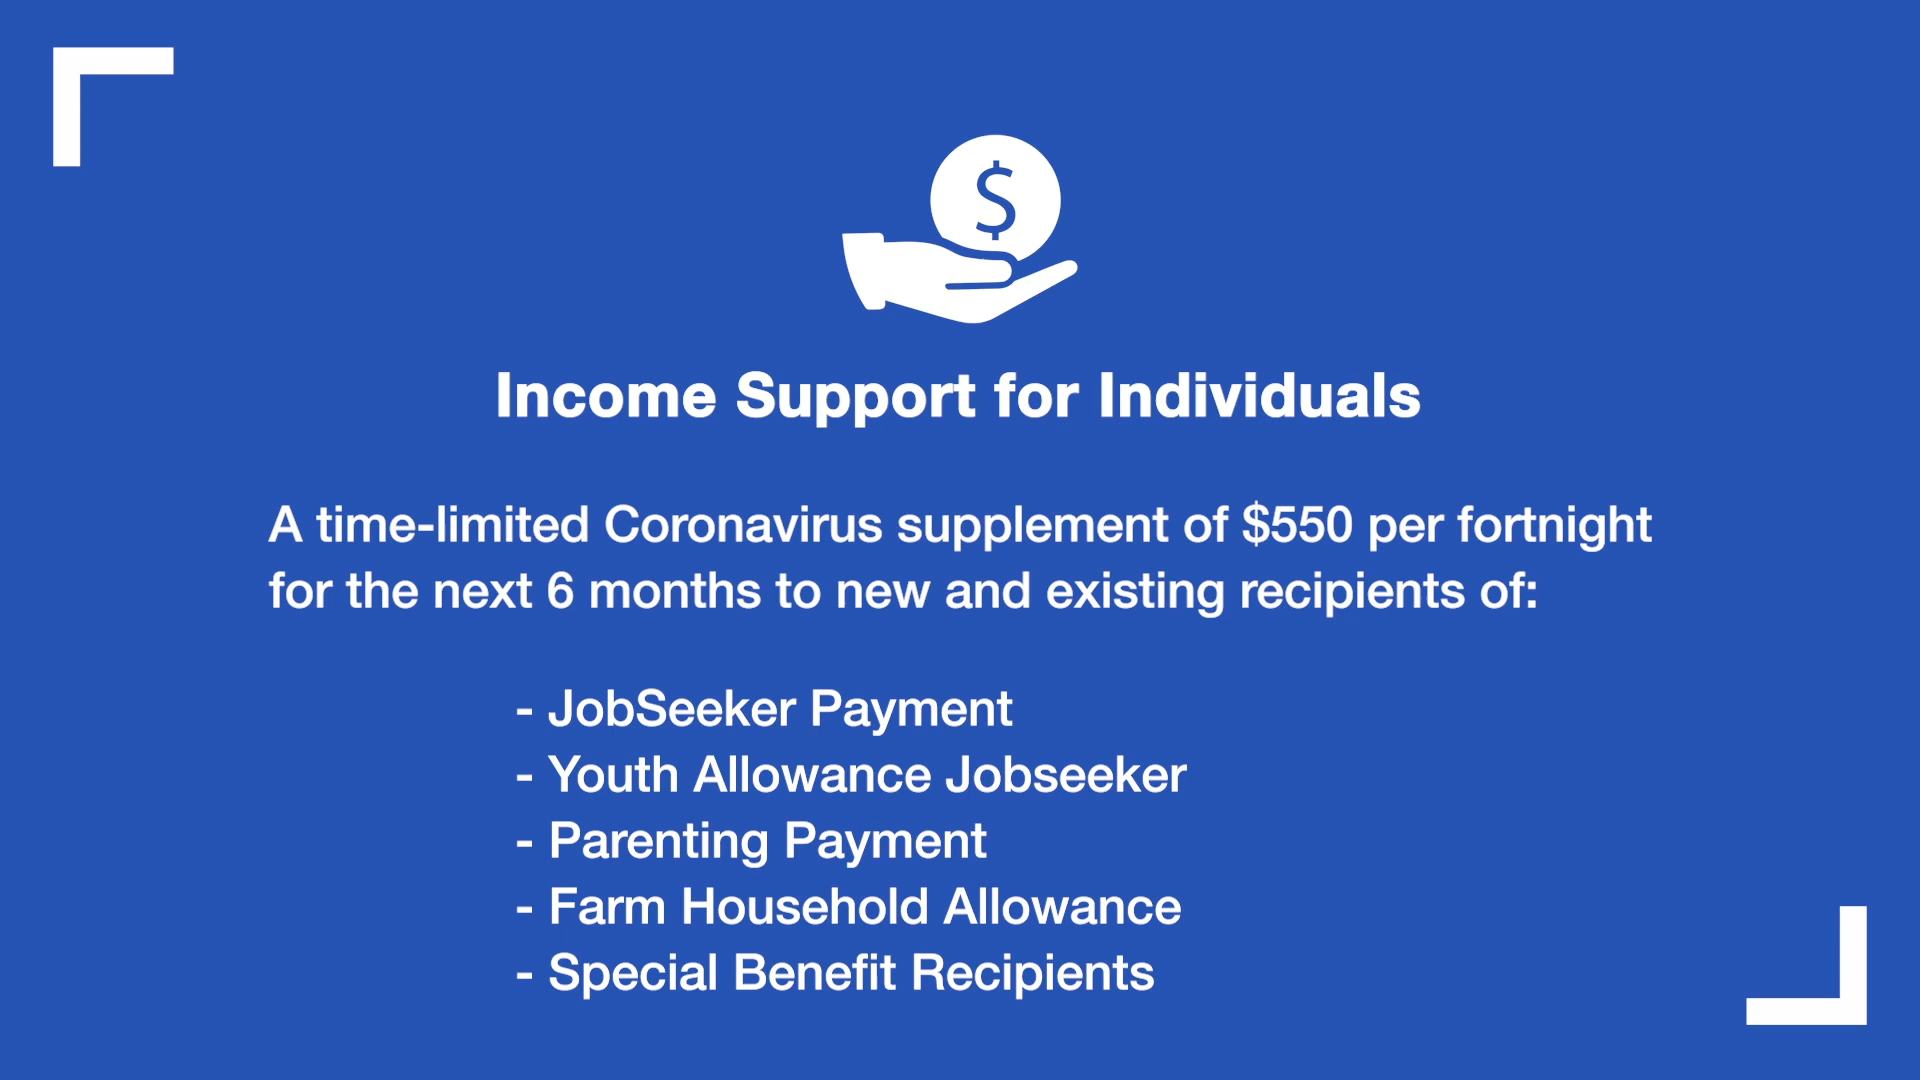 $
Income Support for Individuals
A time-limited Coronavirus supplement of $550 per fortnight
for the next 6 months to new and existing recipients of:
- JobSeeker Payment
- Youth Allowance Jobseeker
- Parenting Payment
- Farm Household Allowance
- Special Benefit Recipients